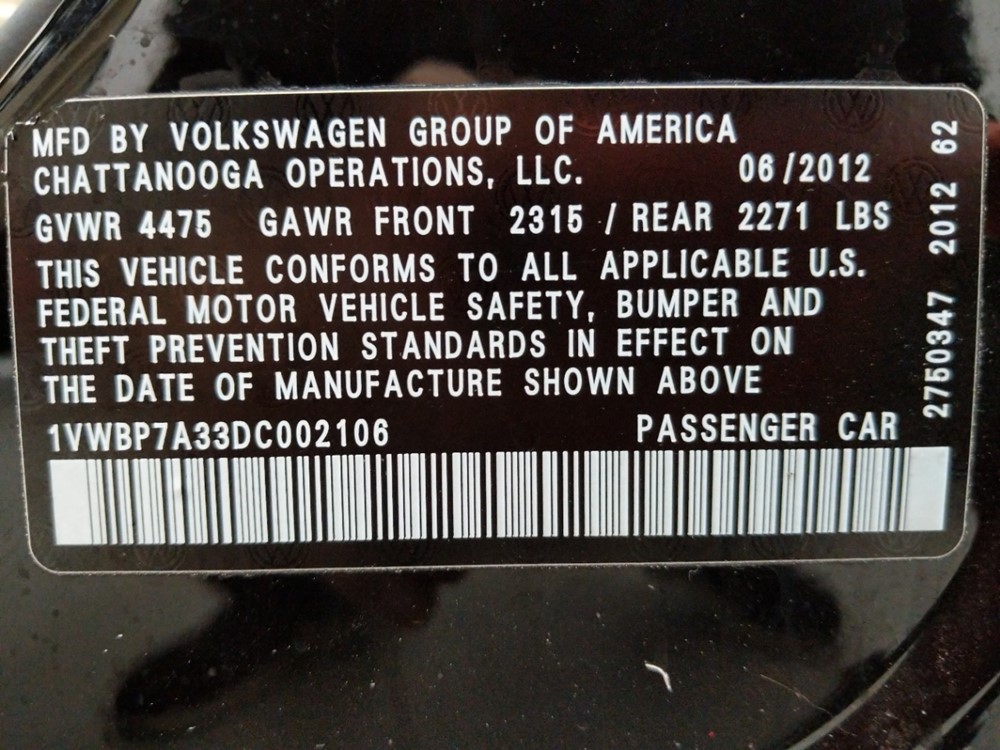 MFD BY VOLKSWAGEN GROUP OF AMERICA
CHATTANOOGA OPERATIONS, LLC. 06/2012
GVWR 4475 GAWR FRONT 2315 / REAR 2271 LBS
THIS VEHICLE CONFORMS TO ALL APPLICABLE U.S.
FEDERAL MOTOR VEHICLE SAFETY, BUMPER AND
THEFT PREVENTION STANDARDS IN EFFECT ON
THE DATE OF MANUFACTURE SHOWN ABOVE
1VWBP7A33DC002106 PASSENGER CAR
2750347 2012 62